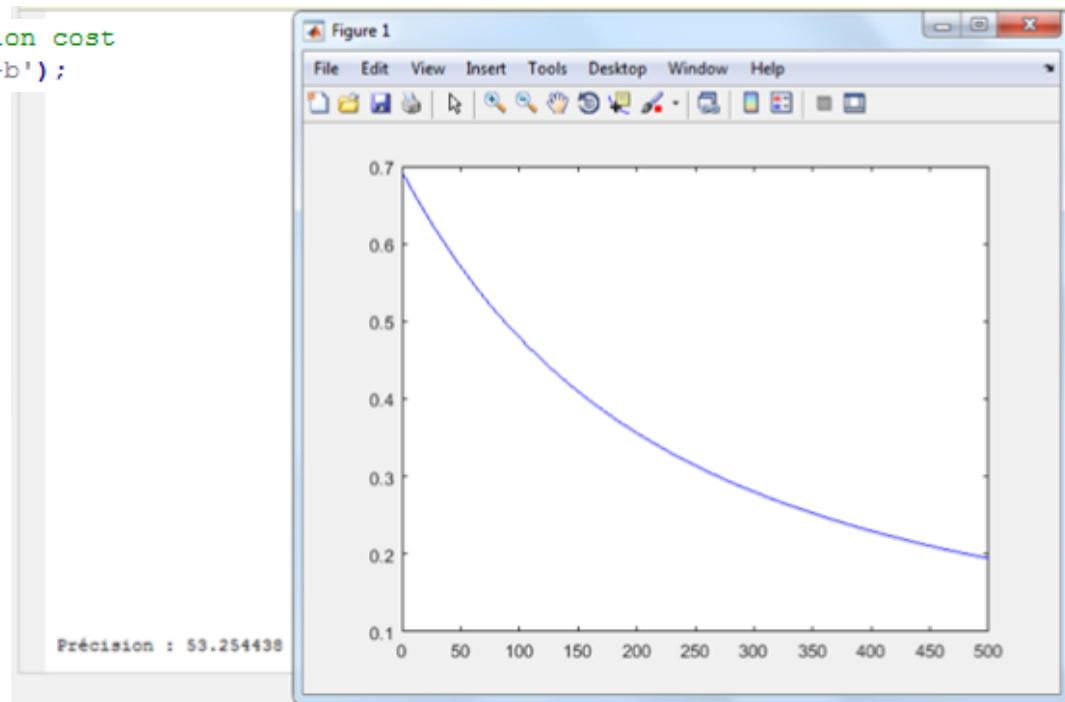 ion cost
-b');
Figure 1
File Edit View Insert Tools Desktop Window Help
0.7
0.6
0.5
0.4
0.3
0.2
0.1
0 50 100 150 200 250 300 350 400 450 500
Précision : 53.254438